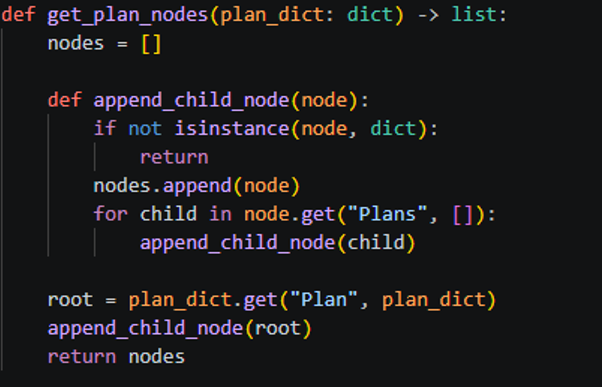 def get_plan_nodes(plan_dict: dict) -> list:
    nodes = []

    def append_child_node(node):
        if not isinstance(node, dict):
            return
        nodes.append(node)
        for child in node.get("Plans", []):
            append_child_node(child)

    root = plan_dict.get("Plan", plan_dict)
    append_child_node(root)
    return nodes